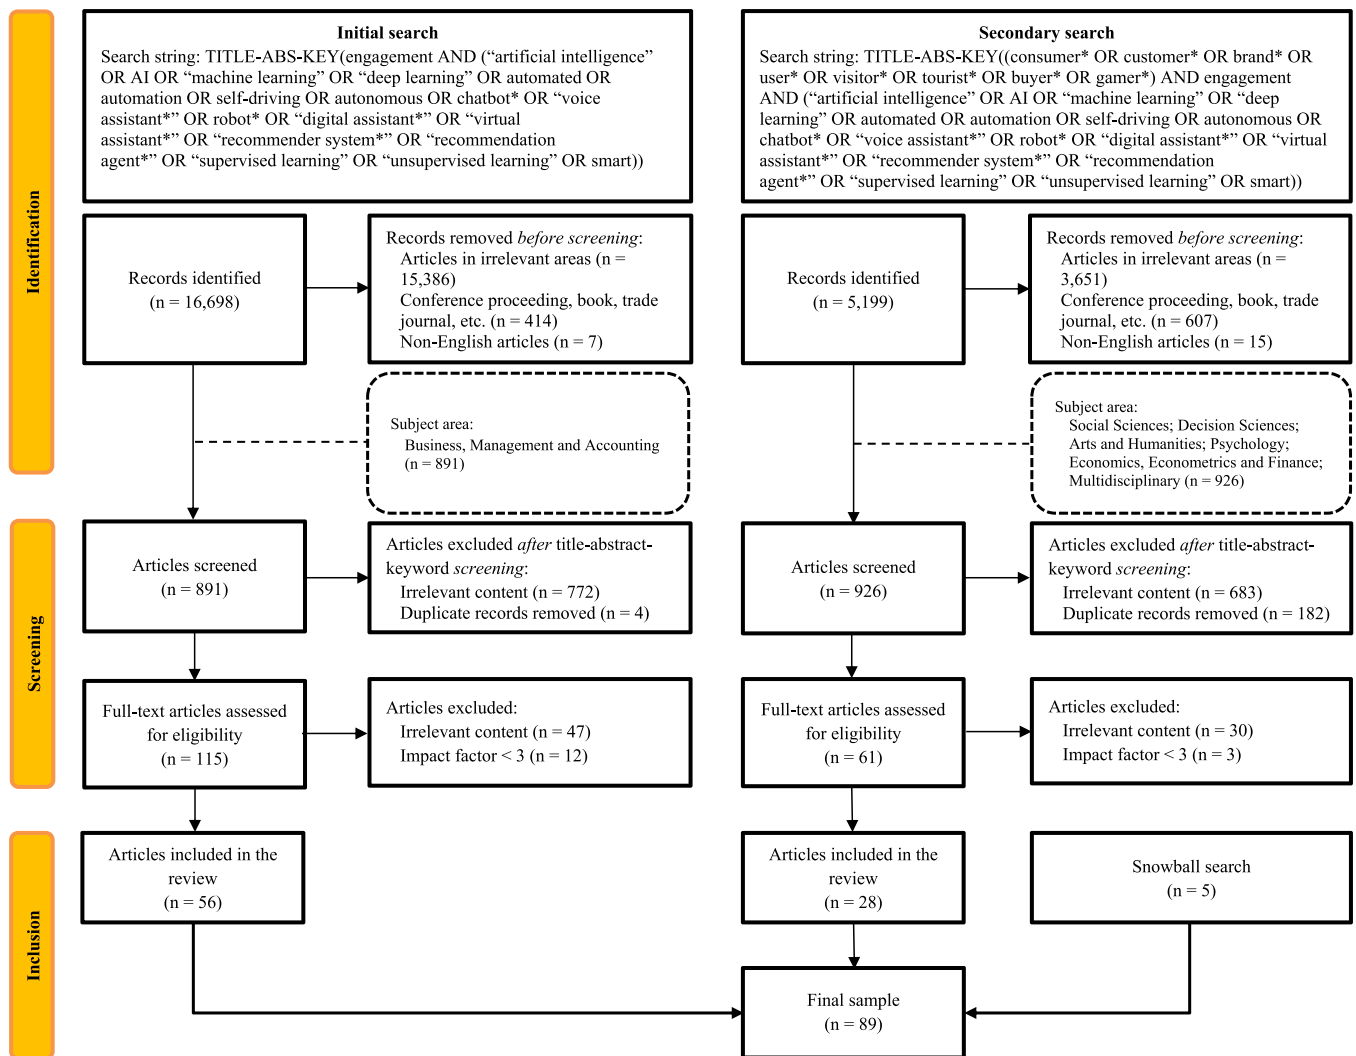 Identification
Initial search
Search string: TITLE-ABS-KEY(engagement AND (“artificial intelligence”
OR AI OR “machine learning” OR “deep learning” OR automated OR
automation OR self-driving OR autonomous OR chatbot* OR “voice
assistant*” OR robot* OR “digital assistant*” OR “virtual
assistant*” OR “recommender system*” OR “recommendation
agent*” OR “supervised learning” OR “unsupervised learning” OR smart))
Secondary search
Search string: TITLE-ABS-KEY((consumer* OR customer* OR brand* OR
user* OR visitor* OR tourist* OR buyer* OR gamer*) AND engagement
AND (“artificial intelligence” OR AI OR “machine learning” OR “deep
learning” OR automated OR automation OR self-driving OR autonomous OR
chatbot* OR “voice assistant*” OR robot* OR “digital assistant*” OR “virtual
assistant*” OR “recommender system*” OR “recommendation
agent*” OR “supervised learning” OR “unsupervised learning” OR smart))
Records identified
(n = 16,698)
Records removed before screening:
Articles in irrelevant areas (n =
15,386)
Conference proceeding, book, trade
journal, etc. (n = 414)
Non-English articles (n = 7)
Records identified
(n = 5,199)
Records removed before screening:
Articles in irrelevant areas (n =
3,651)
Conference proceeding, book, trade
journal, etc. (n = 607)
Non-English articles (n = 15)
Subject area:
Business, Management and Accounting
(n = 891)
Subject area:
Social Sciences; Decision Sciences;
Arts and Humanities; Psychology;
Economics, Econometrics and Finance;
Multidisciplinary (n = 926)
Screening
Articles screened
(n = 891)
Articles excluded after title-abstract-
keyword screening:
Irrelevant content (n = 772)
Duplicate records removed (n = 4)
Articles screened
(n = 926)
Articles excluded after title-abstract-
keyword screening:
Irrelevant content (n = 683)
Duplicate records removed (n = 182)
Full-text articles assessed
for eligibility
(n = 115)
Articles excluded:
Irrelevant content (n = 47)
Impact factor < 3 (n = 12)
Full-text articles assessed
for eligibility
(n = 61)
Articles excluded:
Irrelevant content (n = 30)
Impact factor < 3 (n = 3)
Inclusion
Articles included in the
review
(n = 56)
Articles included in the
review
(n = 28)
Snowball search
(n = 5)
Final sample
(n = 89)